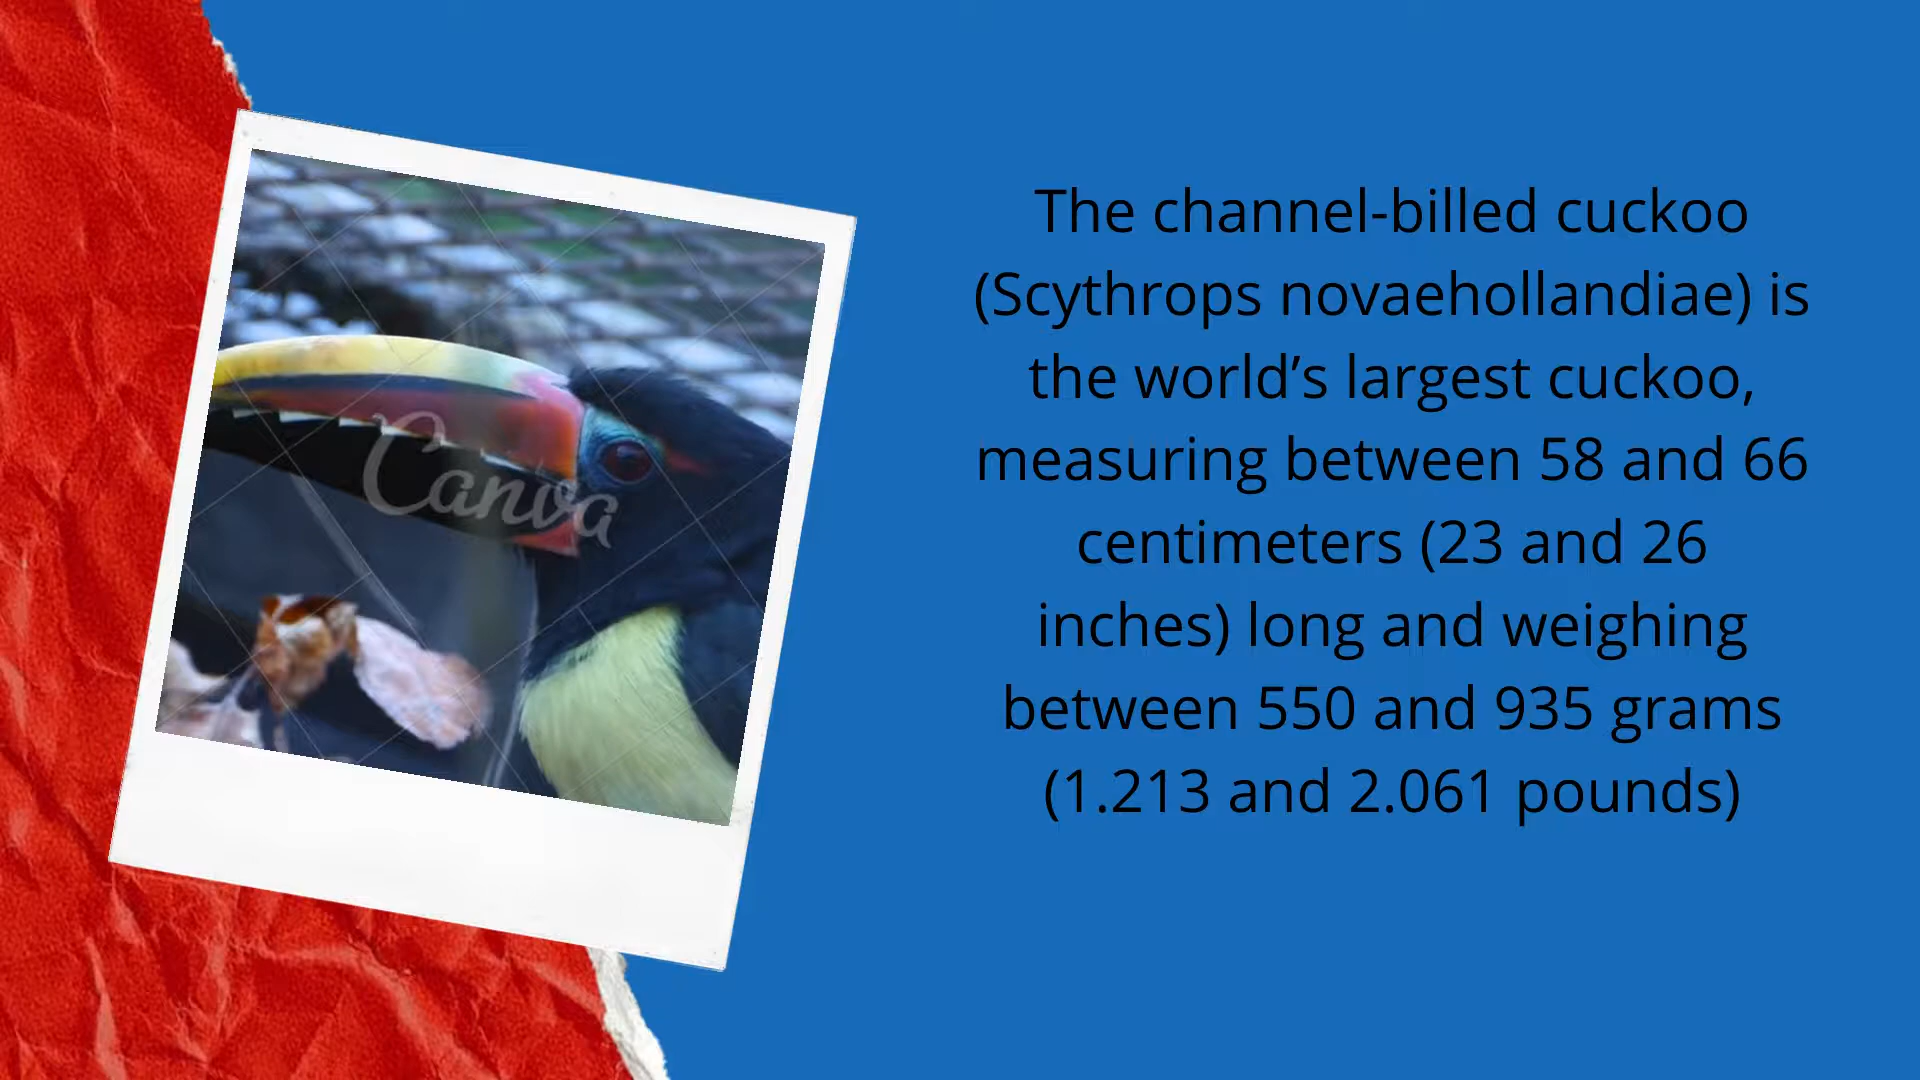 Canva
The channel-billed cuckoo
(Scythrops novaehollandiae) is
the world’s largest cuckoo,
measuring between 58 and 66
centimeters (23 and 26
inches) long and weighing
between 550 and 935 grams
(1.213 and 2.061 pounds)